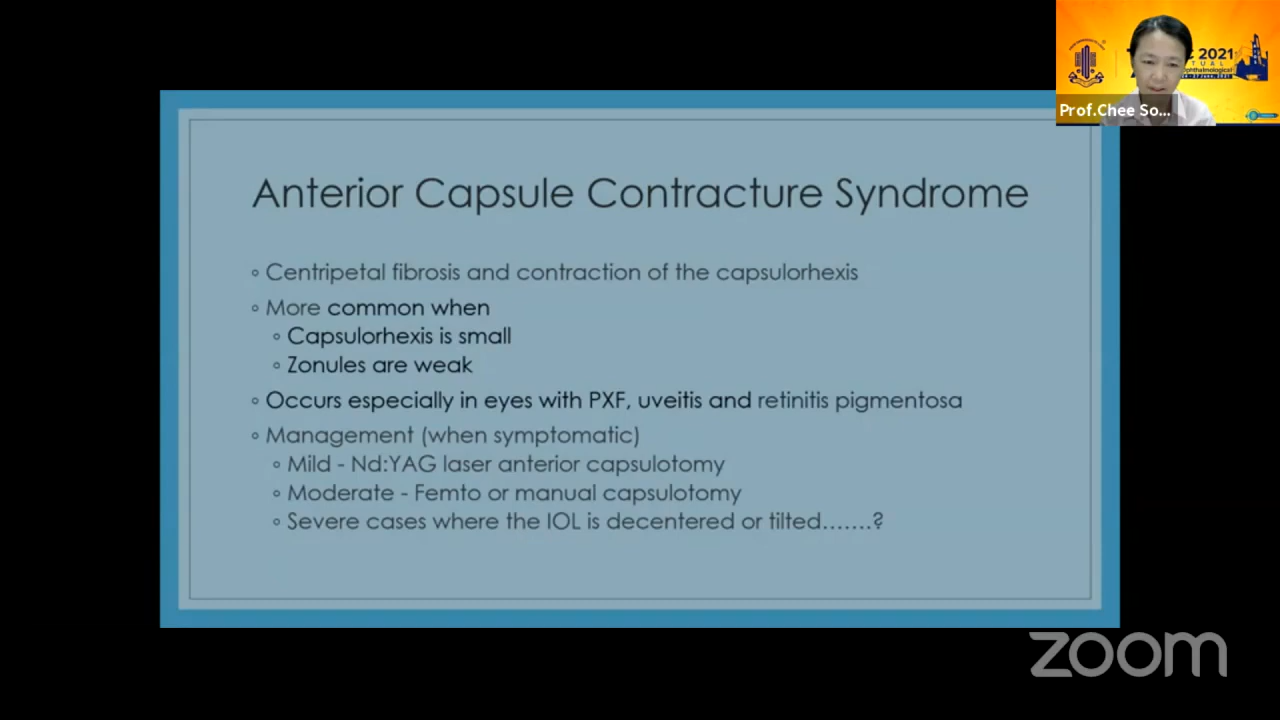 2021
Prof.Chee So...
Anterior Capsule Contracture Syndrome
◦ Centripetal fibrosis and contraction of the capsulorhexis
◦ More common when
◦ Capsulorhexis is small
◦ Zonules are weak
◦ Occurs especially in eyes with PXF, uveitis and retinitis pigmentosa
◦ Management (when symptomatic)
◦ Mild - Nd:YAG laser anterior capsulotomy
◦ Moderate - Femto or manual capsulotomy
◦ Severe cases where the IOL is decentered or tilted.......?
zoom